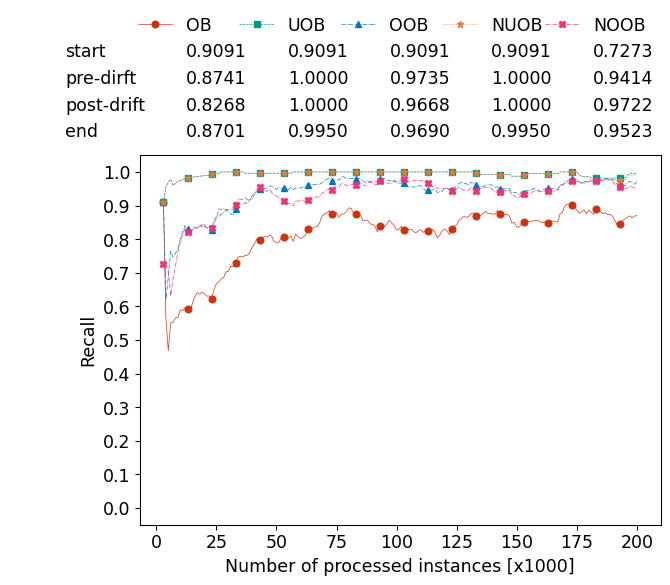 OB UOB OOB NUOB NOOB
start 0.9091 0.9091 0.9091 0.9091 0.7273
pre-dirft 0.8741 1.0000 0.9735 1.0000 0.9414
post-drift 0.8268 1.0000 0.9668 1.0000 0.9722
end 0.8701 0.9950 0.9690 0.9950 0.9523
1.0
0.9
0.8
0.7
0.6
0.5
0.4
0.3
0.2
0.1
0.0
Recall
0 25 50 75 100 125 150 175 200
Number of processed instances [x1000]